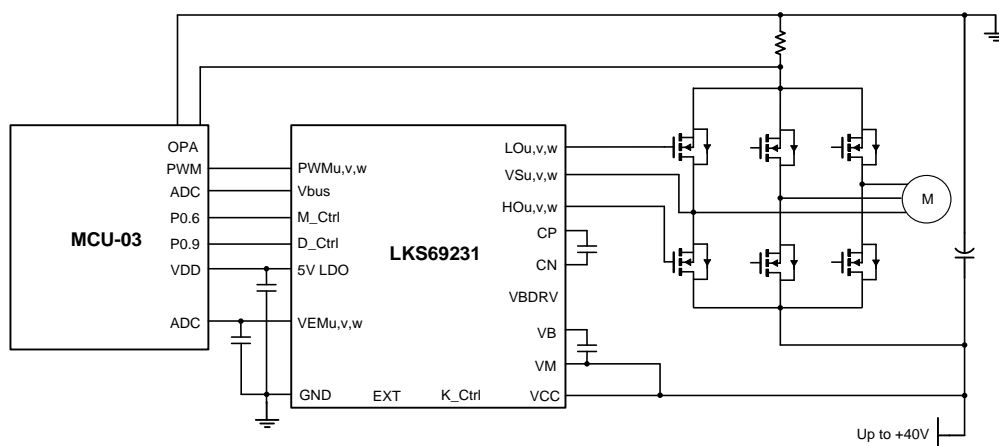 OPA
PWM
ADC
P0.6
P0.9
VDD
ADC
MCU-03
PWMu,v,w
Vbus
M_Ctrl
D_Ctrl
5V LDO
VEMu,v,w
GND
EXT
K_Ctrl
LKS69231
LOu,v,w
VSu,v,w
HOu,v,w
CP
CN
VBDRV
VB
VM
VCC
M
Up to +40V